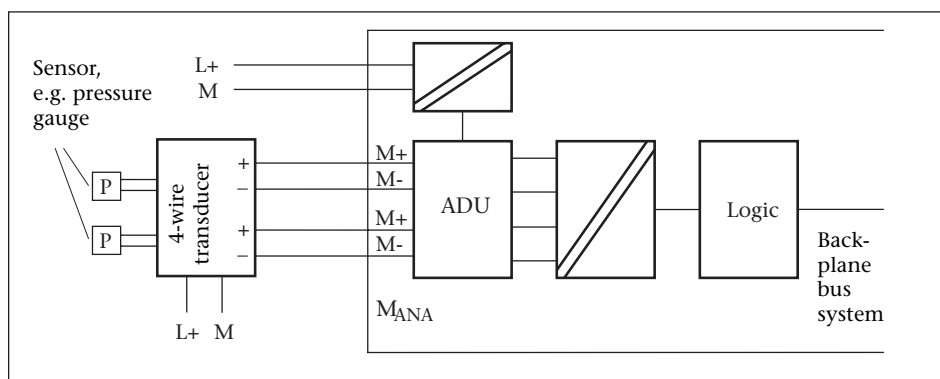 Sensor,
e.g. pressure
gauge
L+
M
P
P
4-wire
transducer
+
–
+
–
L+ M
M+
M-
M+
M-
ADU
MANA
Logic
Back-
plane
bus
system